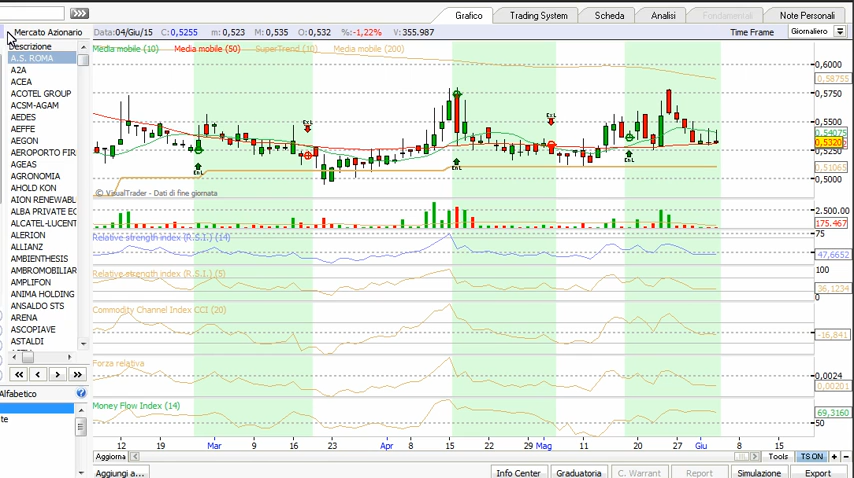 Grafico
Trading System
Scheda
Analisi
Fondamentali
Note Personali
Mercato Azionario
Data:04/Giu/15 C: 0,5255 m: 0,523 M: 0,535 O: 0,532 %:-1,22% V: 355.987
Time Frame
Giornaliero
Descrizione
A.S. ROMA
A2A
ACEA
ACOTEL GROUP
ACSM-AGAM
AEDES
AEFFE
AEGON
AEROPORTO FIR
AGEAS
AGRONOMIA
AHOLD KON
AION RENEWABL
ALBA PRIVATE EC
ALCATEL-LUCENT
ALERION
ALLIANZ
AMBIENTHESIS
AMBROMOBILIAR
AMPLIFON
ANIMA HOLDING
ANSALDO STS
ARENA
ASCOPIAVE
ASTALDI
Alfabetico
te
Media mobile (10)
Media mobile (50)
SuperTrend (10)
Media mobile (200)
0,6000
0,58755
0,5750
0,5500
0,54075
0,5320
0,5250
0,51065
0,5000
ExL
ExL
EnL
EnL
EnL
© VisualTrader - Dati di fine giornata
2.500.00
175.467
Relative strength index (R.S.I.) (14)
75
47,6652
Relative strength index (R.S.I.) (5)
100
36,1234
0
Commodity Channel Index CCI (20)
-16,841
Forza relativa
0,0024
0,00201
Money Flow Index (14)
69,3160
50
12 19 Mar 9 16 23 Apr 8 15 22 29 Mag 11 20 27 Giu 8 15
Aggiorna
Tools
TS ON
Aggiungi a...
Info Center
Graduatoria
C. Warrant
Report
Simulazione
Export